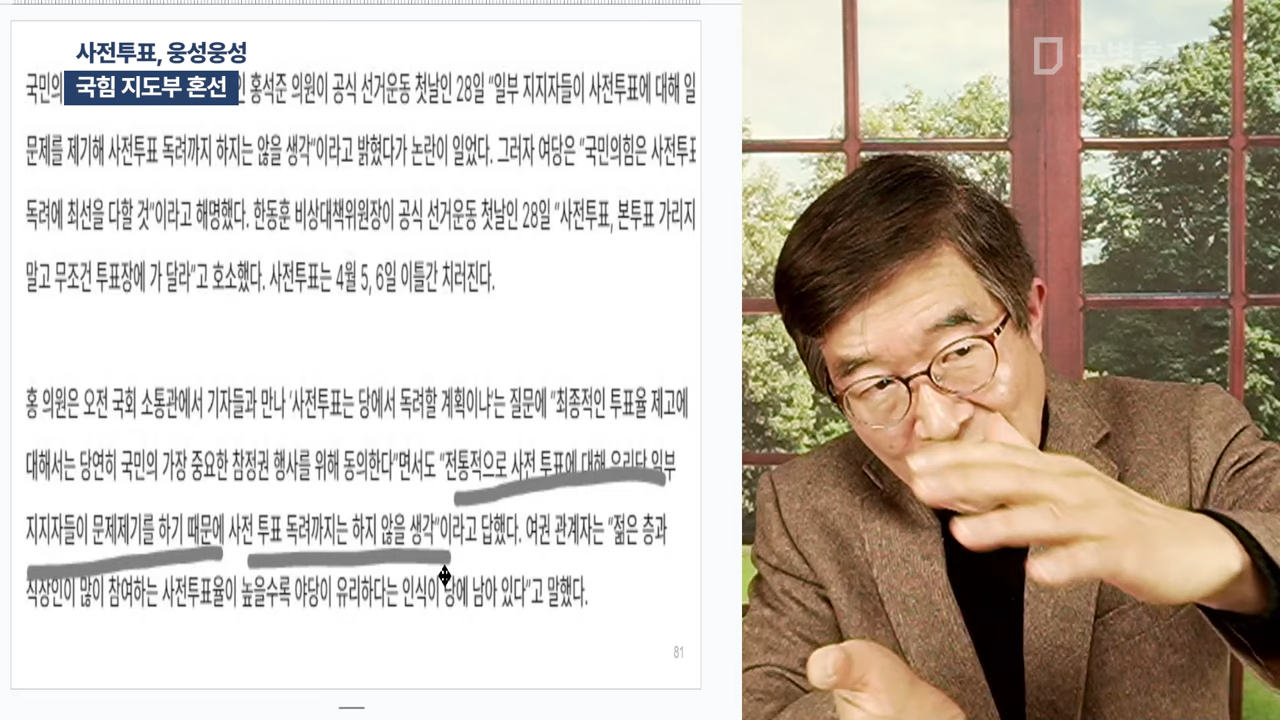 사전투표, 웅성웅성
국힘 지도부 혼선
국민의 인 홍석준 의원이 공식 선거운동 첫날인 28일 “일부 지지자들이 사전투표에 대해 일
문제를 제기해 사전투표 독려까지 하지는 않을 생각”이라고 밝혔다가 논란이 일었다. 그러자 여당은 “국민의힘은 사전투표
독려에 최선을 다할 것”이라고 해명했다. 한동훈 비상대책위원장이 공식 선거운동 첫날인 28일 “사전투표, 본투표 가리지
말고 무조건 투표장에 가 달라”고 호소했다. 사전투표는 4월 5, 6일 이틀간 치러진다.
홍 의원은 오전 국회 소통관에서 기자들과 만나 ‘사전투표는 당에서 독려할 계획이냐’는 질문에 “최종적인 투표율 제고에
대해서는 당연히 국민의 가장 중요한 참정권 행사를 위해 동의한다”면서도 “전통적으로 사전 투표에 대해 우리당 일부
지지자들이 문제제기를 하기 때문에 사전 투표 독려까지는 하지 않을 생각”이라고 답했다. 여권 관계자는 “젊은 층과
직장인이 많이 참여하는 사전투표율이 높을수록 야당이 유리하다는 인식이 당에 남아 있다”고 말했다.
81